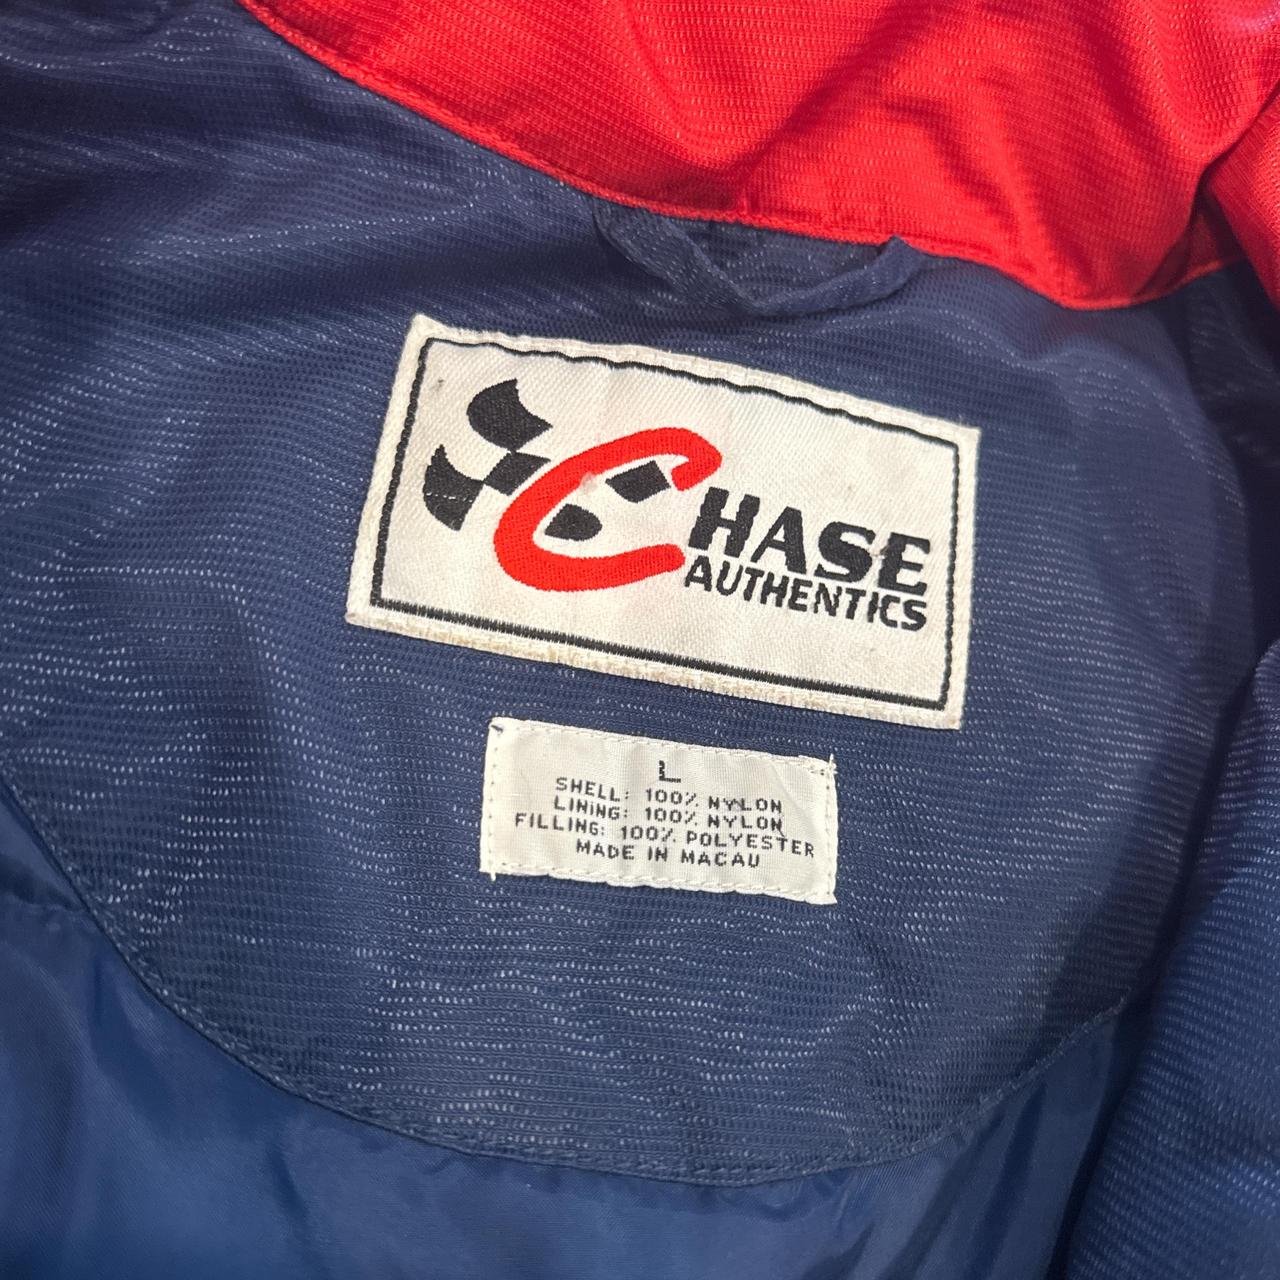 CHASE
AUTHENTICS
L
SHELL: 100% NYLON
LINING: 100% NYLON
FILLING: 100% POLYESTER
MADE IN MACAU